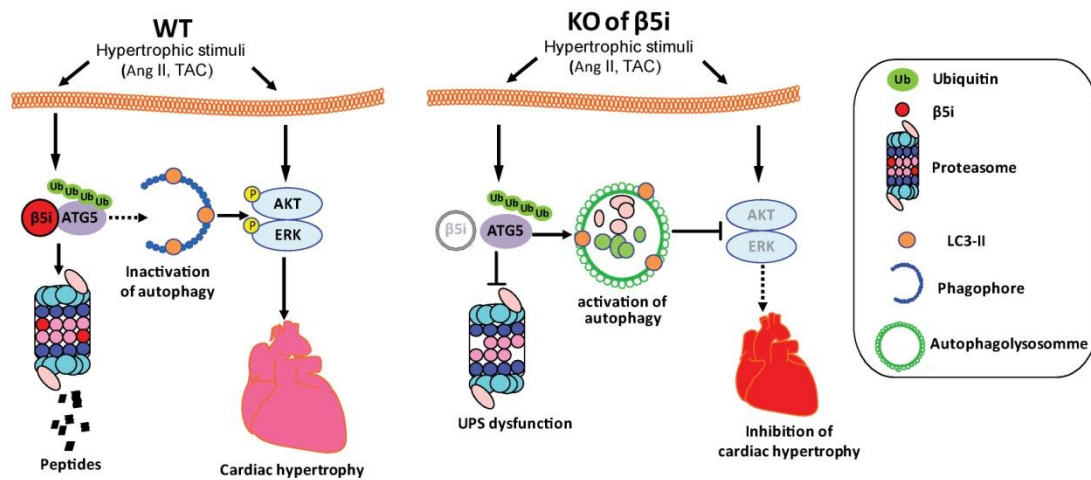 WT
Hypertrophic stimuli
(Ang II, TAC)
Ub Ub Ub Ub
β5i
ATG5
Inactivation
of autophagy
P
AKT
P
ERK
Peptides
Cardiac hypertrophy
KO of β5i
Hypertrophic stimuli
(Ang II, TAC)
Ub Ub Ub Ub
β5i
ATG5
activation of
autophagy
AKT
ERK
UPS dysfunction
Inhibition of
cardiac hypertrophy
Ub
Ubiquitin
β5i
Proteasome
LC3-II
Phagophore
Autophagolysosomme